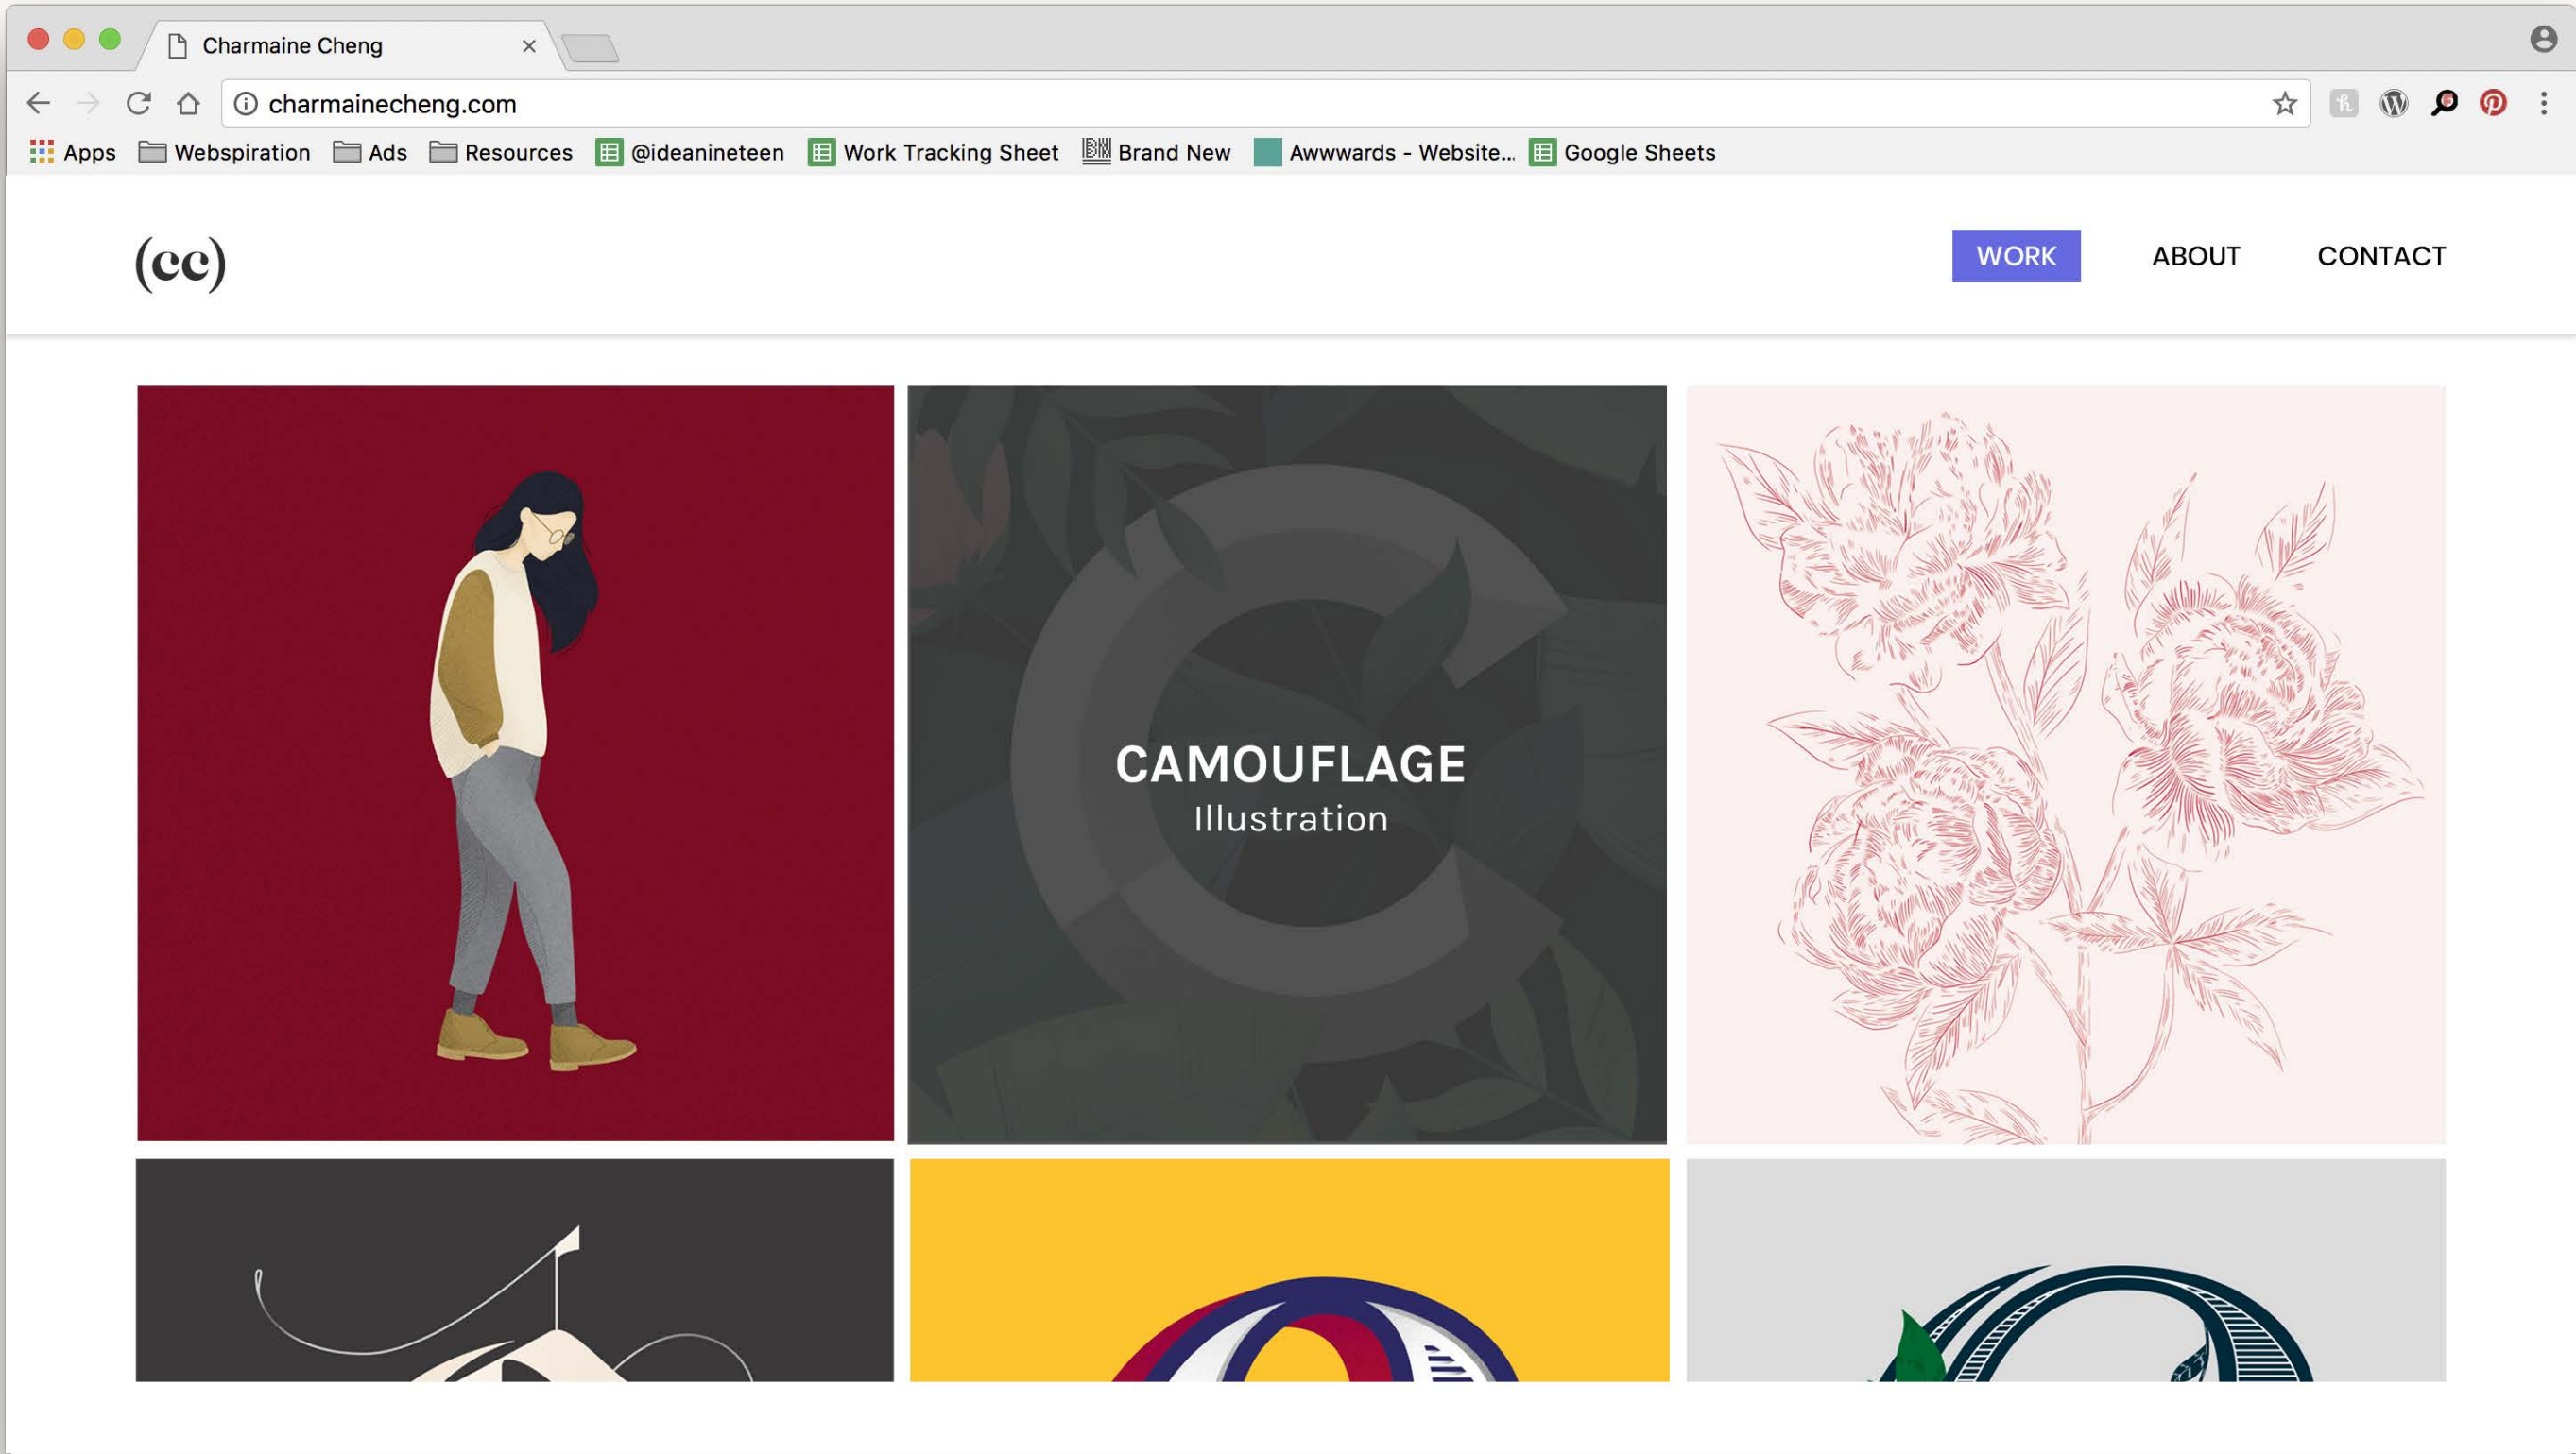 Charmaine Cheng
charmainecheng.com
Apps Webspiration Ads Resources @ideanineteen Work Tracking Sheet Brand New Awwwards - Website... Google Sheets
(cc) WORK ABOUT CONTACT
CAMOUFLAGE
Illustration